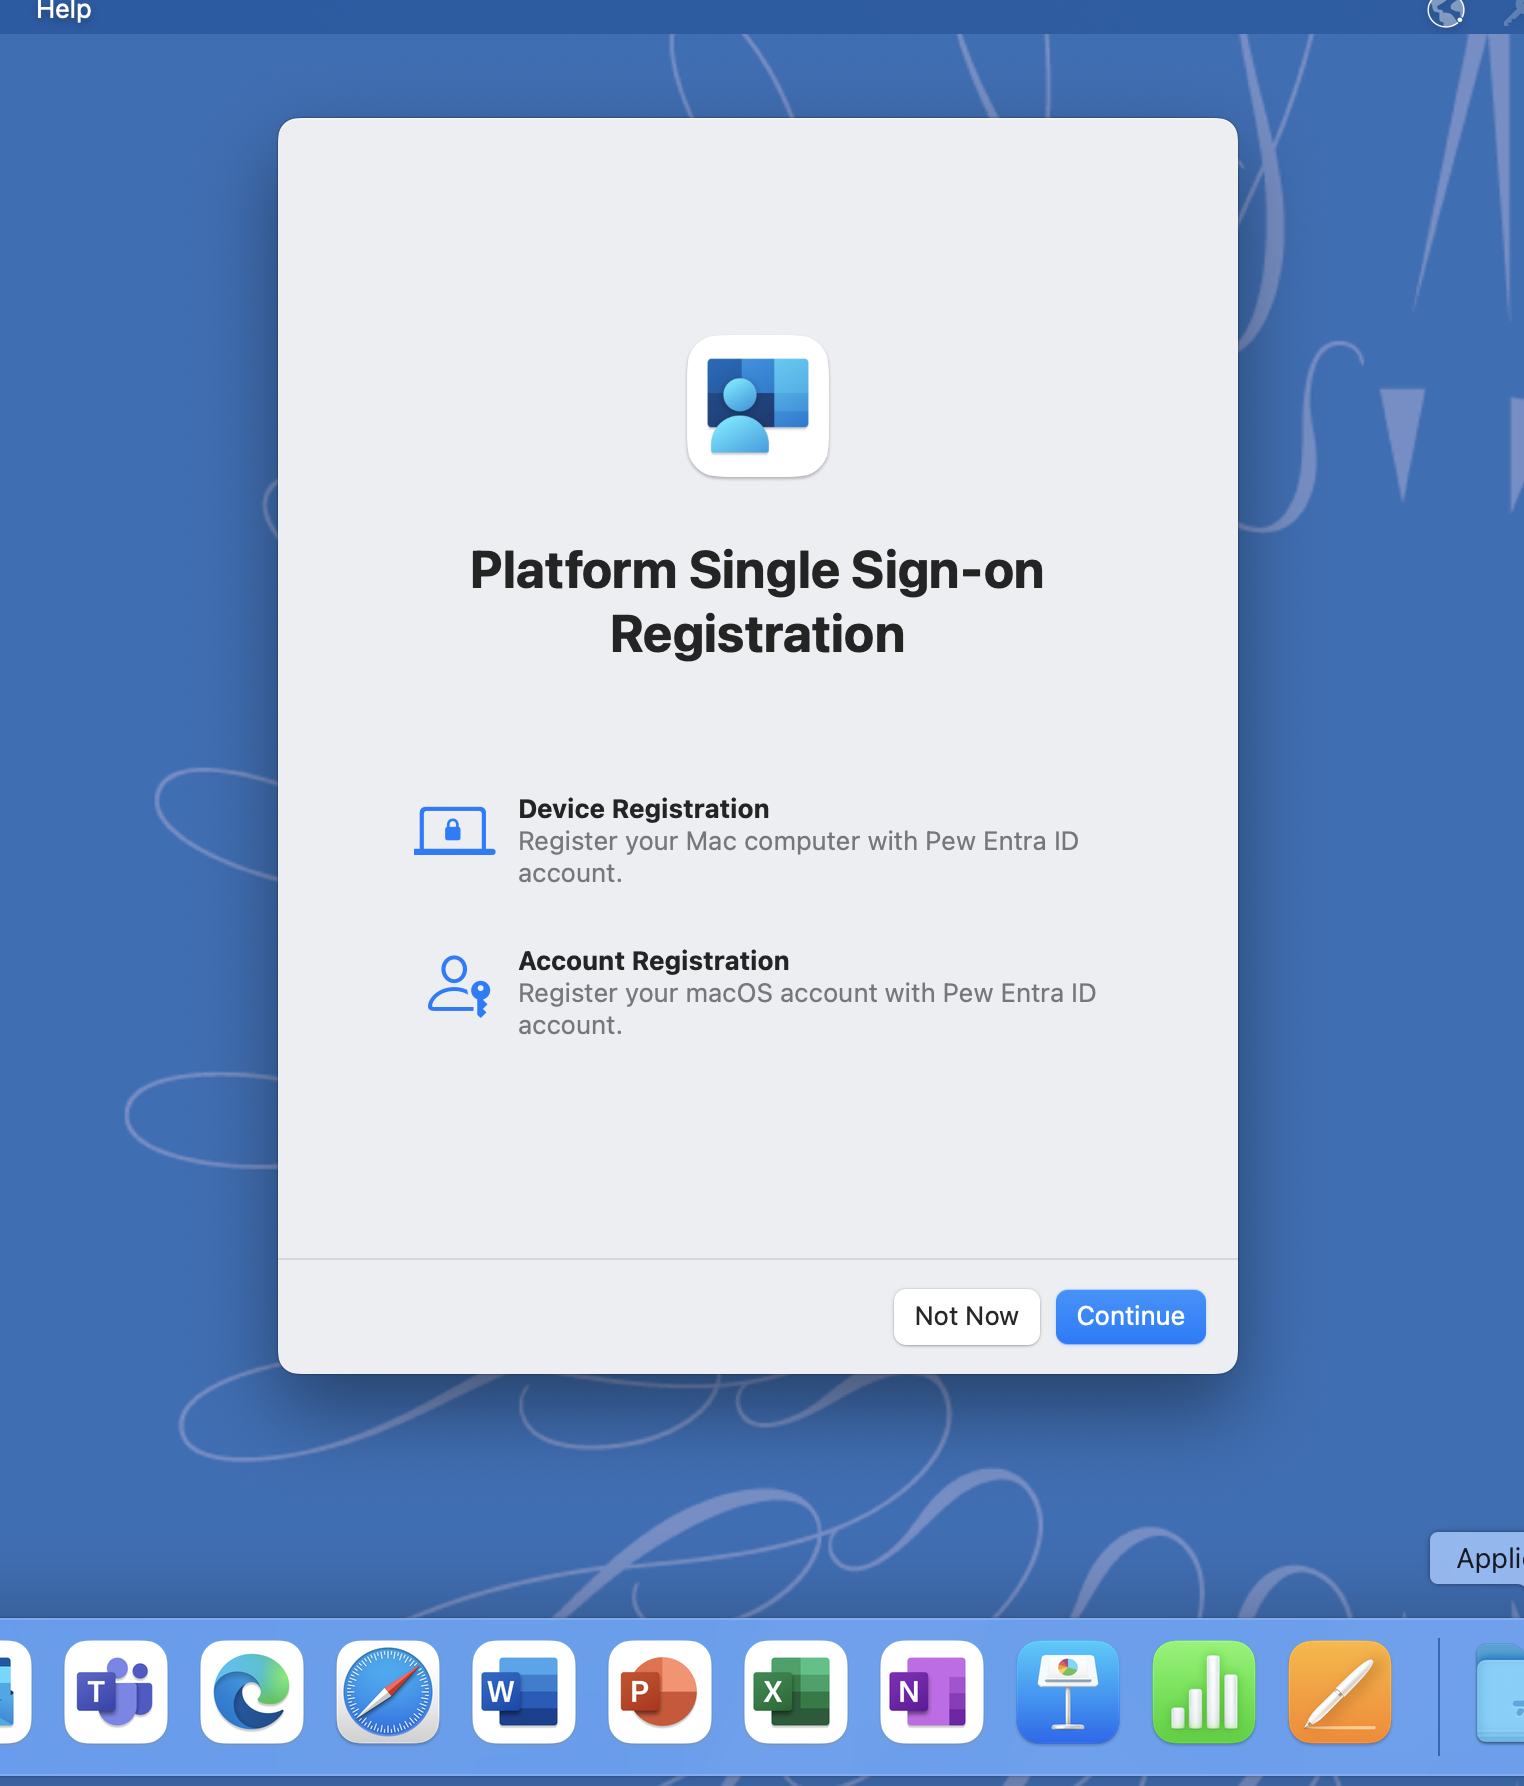 Help
Platform Single Sign-on
Registration
Device Registration
Register your Mac computer with Pew Entra ID
account.
Account Registration
Register your macOS account with Pew Entra ID
account.
Not Now
Continue
T
W
P
X
N